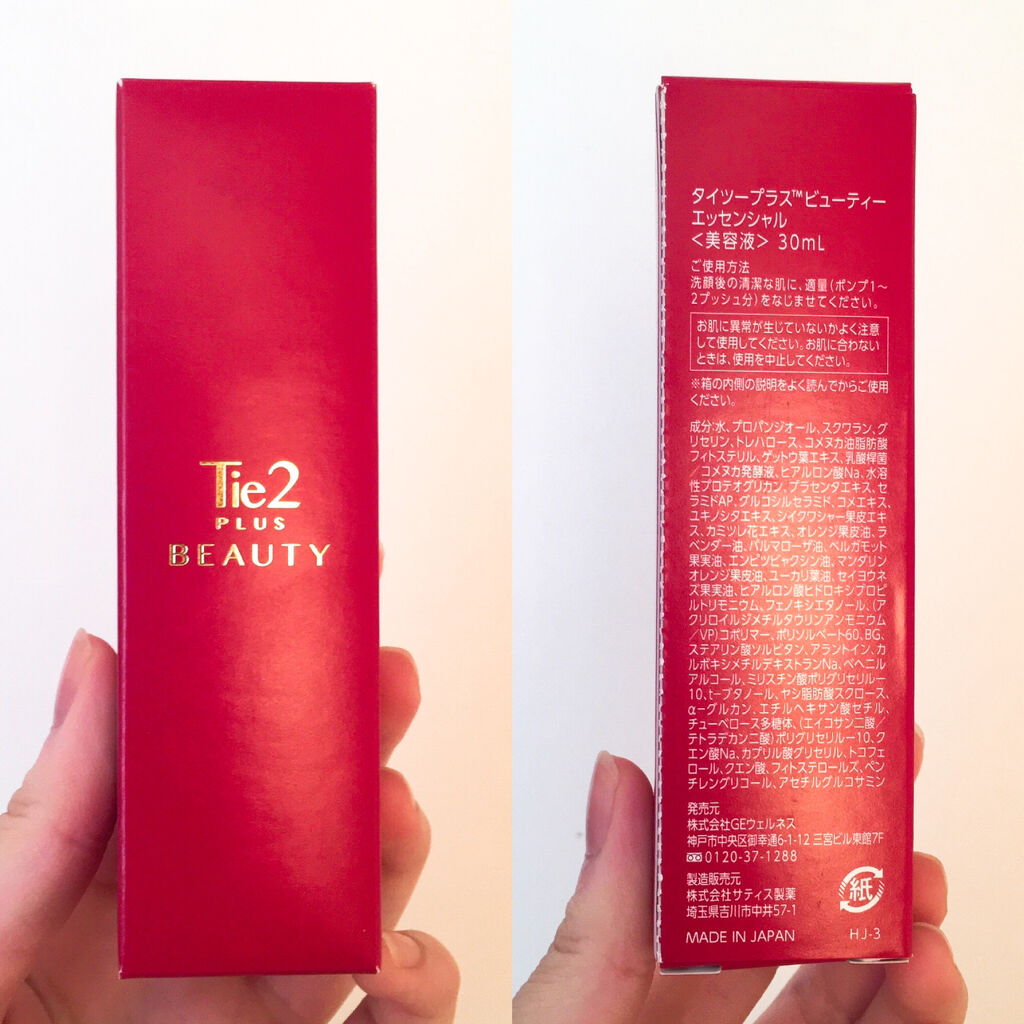 Tie2
PLUS
BEAUTY
タイツープラス™ビューティー
エッセンシャル
<美容液> 30mL
ご使用方法
洗顔後の清潔な肌に、適量(ポンプ1〜
2プッシュ分)をなじませてください。
お肌に異常が生じていないかよく注意
して使用してください。お肌に合わない
ときは、使用を中止してください。
※箱の内側の説明をよく読んでからご使用
ください。
成分:水、プロパンジオール、スクワラン、グ
リセリン、トレハロース、コメヌカ油脂肪酸
フィトステリル、ゲットウ葉エキス、乳酸桿菌
/コメヌカ発酵液、ヒアルロン酸Na、水溶
性プロテオグリカン、プラセンタエキス、セ
ラミドAP、グルコシルセラミド、コメエキス、
ユキノシタエキス、シイクワシャー果皮エキ
ス、カミツレ花エキス、オレンジ果皮油、ラ
ベンダー油、パルマローザ油、ベルガモット
果実油、エンピツビャクシン油、マンダリン
オレンジ果皮油、ユーカリ葉油、セイヨウネ
ズ果実油、ヒアルロン酸ヒドロキシプロピ
ルトリモニウム、フェノキシエタノール、(ア
クリロイルジメチルタウリンアンモニウム
/VP)コポリマー、ポリソルベート60、BG、
ステアリン酸ソルビタン、アラントイン、カ
ルボキシメチルデキストランNa、ベヘニル
アルコール、ミリスチン酸ポリグリセリル-
10、t-ブタノール、ヤシ脂肪酸スクロース、
α-グルカン、エチルヘキサン酸セチル、
チューベロース多糖体、(エイコサン二酸/
テトラデカン二酸)ポリグリセリル-10、ク
エン酸Na、カプリル酸グリセリル、トコフェ
ロール、クエン酸、フィトステロールズ、ペン
チレングリコール、アセチルグルコサミン
発売元
株式会社GEウェルネス
神戸市中央区御幸通6-1-12 三宮ビル東館7F
0120-37-1288
製造販売元
株式会社サティス製薬
埼玉県吉川市中井57-1
紙
MADE IN JAPAN HJ-3